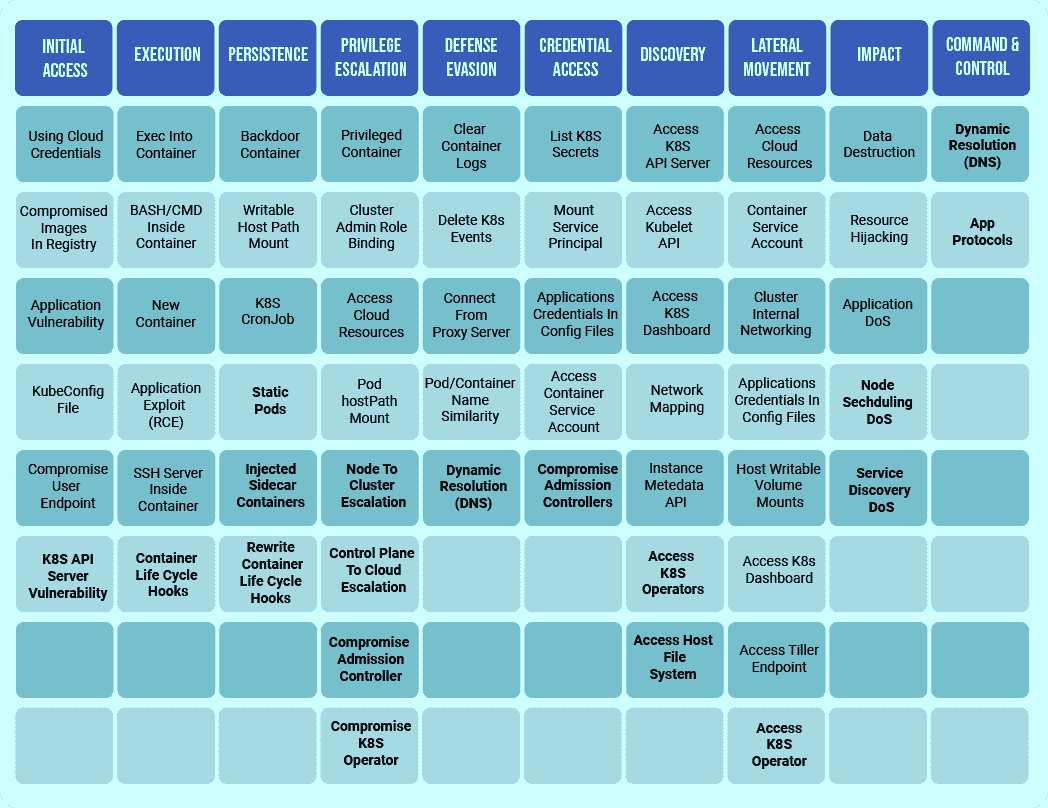 INITIAL
ACCESS
EXECUTION
PERSISTENCE
PRIVILEGE
ESCALATION
DEFENSE
EVASION
CREDENTIAL
ACCESS
DISCOVERY
LATERAL
MOVEMENT
IMPACT
COMMAND &
CONTROL
Using Cloud
Credentials
Exec Into
Container
Backdoor
Container
Privileged
Container
Clear
Container
Logs
List K8S
Secrets
Access
K8S
API Server
Access
Cloud
Resources
Data
Destruction
Dynamic
Resolution
(DNS)
Compromised
Images
In Registry
BASH/CMD
Inside
Container
Writable
Host Path
Mount
Cluster
Admin Role
Binding
Delete K8s
Events
Mount
Service
Principal
Access
Kubelet
API
Container
Service
Account
Resource
Hijacking
App
Protocols
Application
Vulnerability
New
Container
K8S
CronJob
Access
Cloud
Resources
Connect
From
Proxy Server
Applications
Credentials In
Config Files
Access
K8S
Dashboard
Cluster
Internal
Networking
Application
DoS
KubeConfig
File
Application
Exploit
(RCE)
Static
Pods
Pod
hostPath
Mount
Pod/Container
Name
Similarity
Access
Container
Service
Account
Network
Mapping
Applications
Credentials In
Config Files
Node
Sechduling
DoS
Compromise
User
Endpoint
SSH Server
Inside
Container
Injected
Sidecar
Containers
Node To
Cluster
Escalation
Dynamic
Resolution
(DNS)
Compromise
Admission
Controllers
Instance
Metedata
API
Host Writable
Volume
Mounts
Service
Discovery
DoS
K8S API
Server
Vulnerability
Container
Life Cycle
Hooks
Rewrite
Container
Life Cycle
Hooks
Control Plane
To Cloud
Escalation
Access
K8S
Operators
Access K8s
Dashboard
Compromise
Admission
Controller
Access Host
File
System
Access Tiller
Endpoint
Compromise
K8S
Operator
Access
K8S
Operator